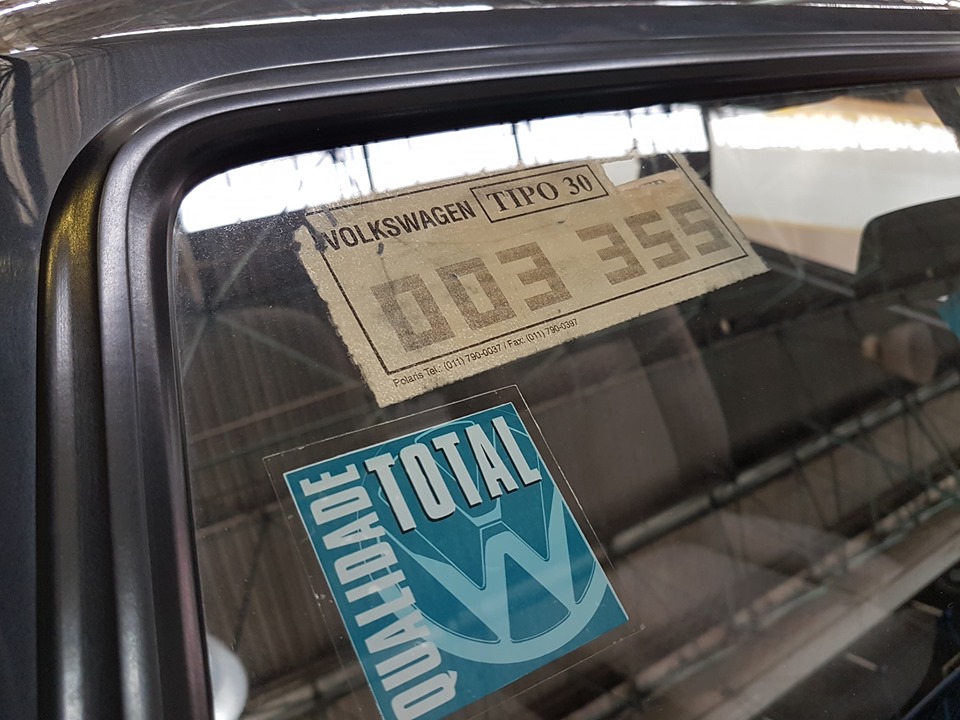 VOLKSWAGEN TIPO 30
003 355
Polaris Tel.: (011) 790-0037 / Fax: (011) 790-0397
QUALIDADE
TOTAL